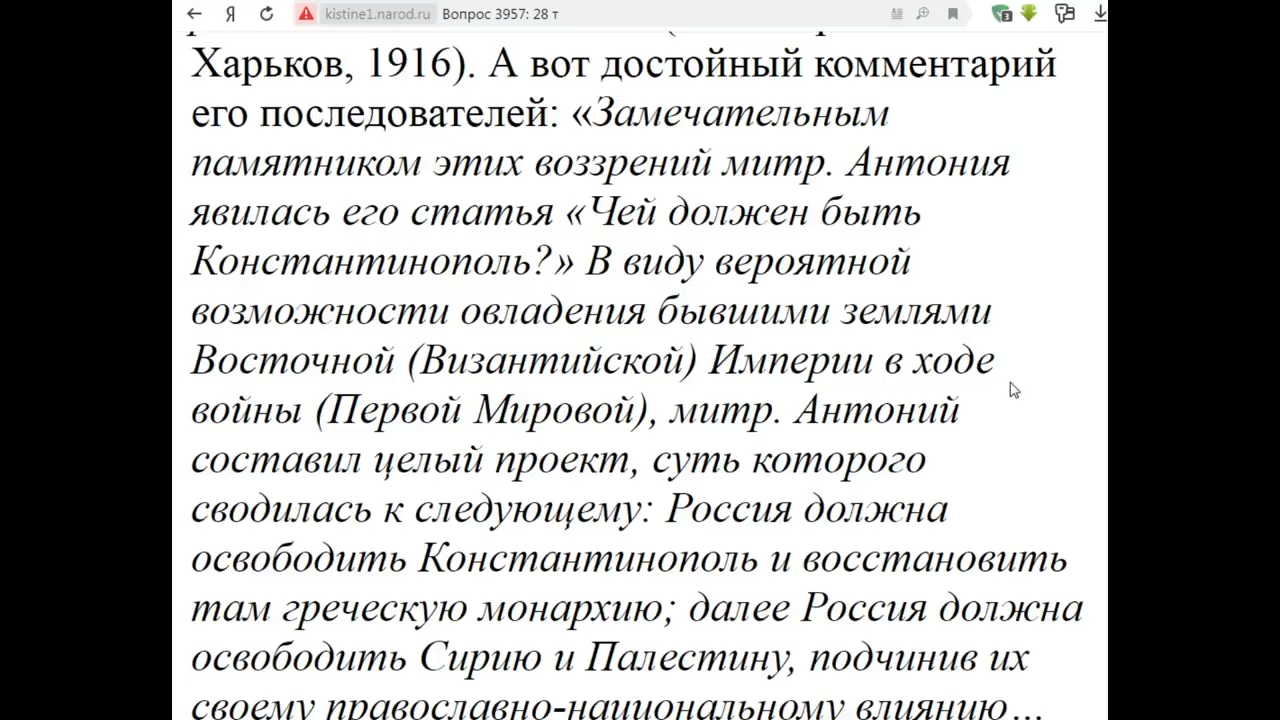 kistine1.narod.ru Вопрос 3957: 28 т
Харьков, 1916). А вот достойный комментарий
его последователей: «Замечательным
памятником этих воззрений митр. Антония
явилась его статья «Чей должен быть
Константинополь?» В виду вероятной
возможности овладения бывшими землями
Восточной (Византийской) Империи в ходе
войны (Первой Мировой), митр. Антоний
составил целый проект, суть которого
сводилась к следующему: Россия должна
освободить Константинополь и восстановить
там греческую монархию; далее Россия должна
освободить Сирию и Палестину, подчинив их
своему православно-национальному влиянию...